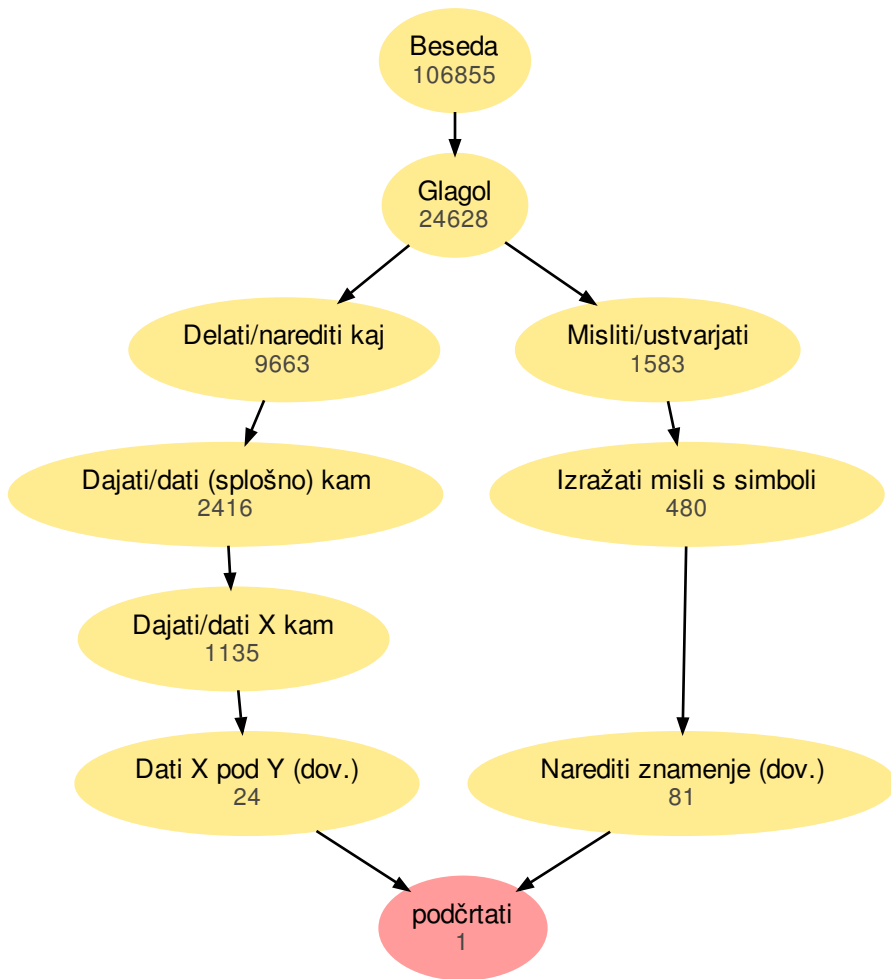 Beseda
106855
Glagol
24628
Delati/narediti kaj
9663
Misliti/ustvarjati
1583
Dajati/dati (splošno) kam
2416
Izražati misli s simboli
480
Dajati/dati X kam
1135
Dati X pod Y (dov.)
24
Narediti znamenje (dov.)
81
podčrtati
1